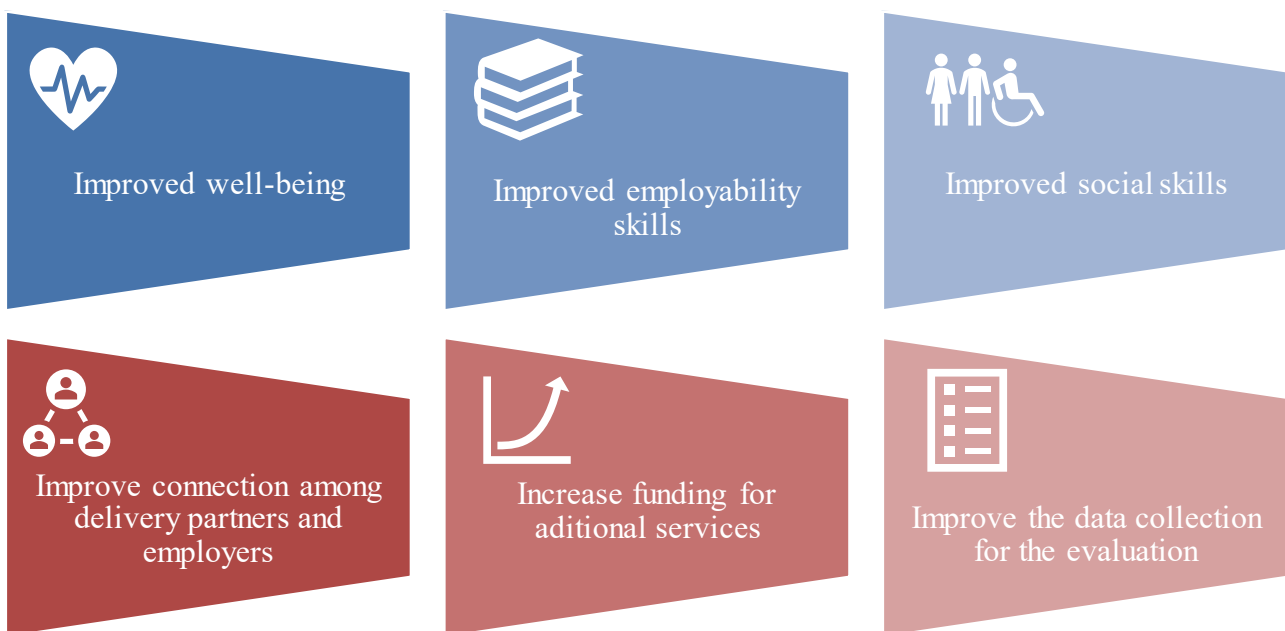 Improved well-being
Improved employability
skills
Improved social skills
Improve connection among
delivery partners and
employers
Increase funding for
aditional services
Improve the data collection
for the evaluation